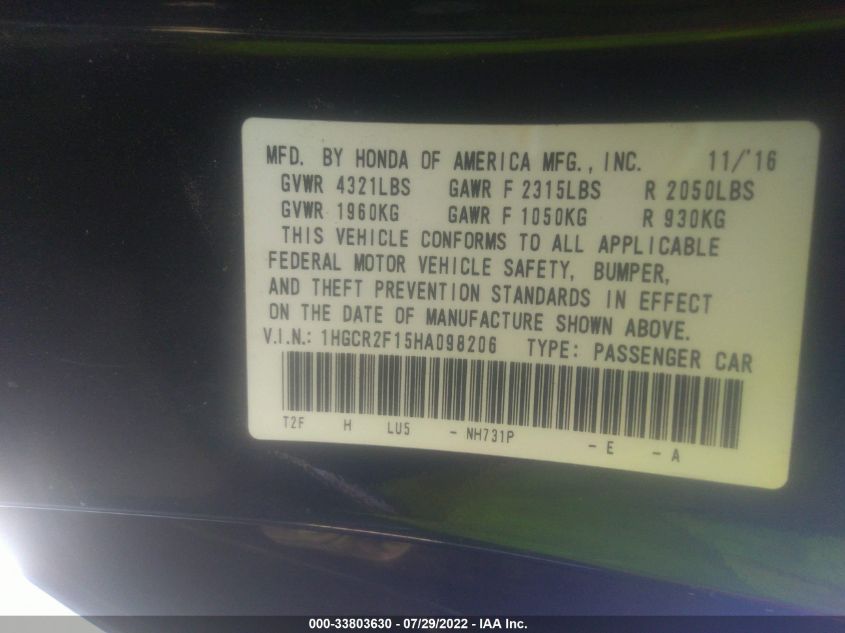 MFD. BY HONDA OF AMERICA MFG., INC. 11/'16
GVWR 4321LBS GAWR F 2315LBS R 2050LBS
GVWR 1960KG GAWR F 1050KG R 930KG
THIS VEHICLE CONFORMS TO ALL APPLICABLE
FEDERAL MOTOR VEHICLE SAFETY, BUMPER,
AND THEFT PREVENTION STANDARDS IN EFFECT
ON THE DATE OF MANUFACTURE SHOWN ABOVE.
V.I.N.: 1HGCR2F15HA098206 TYPE: PASSENGER CAR
T2F H LU5 - NH731P - E - A
000-33803630 - 07/29/2022 - IAA Inc.